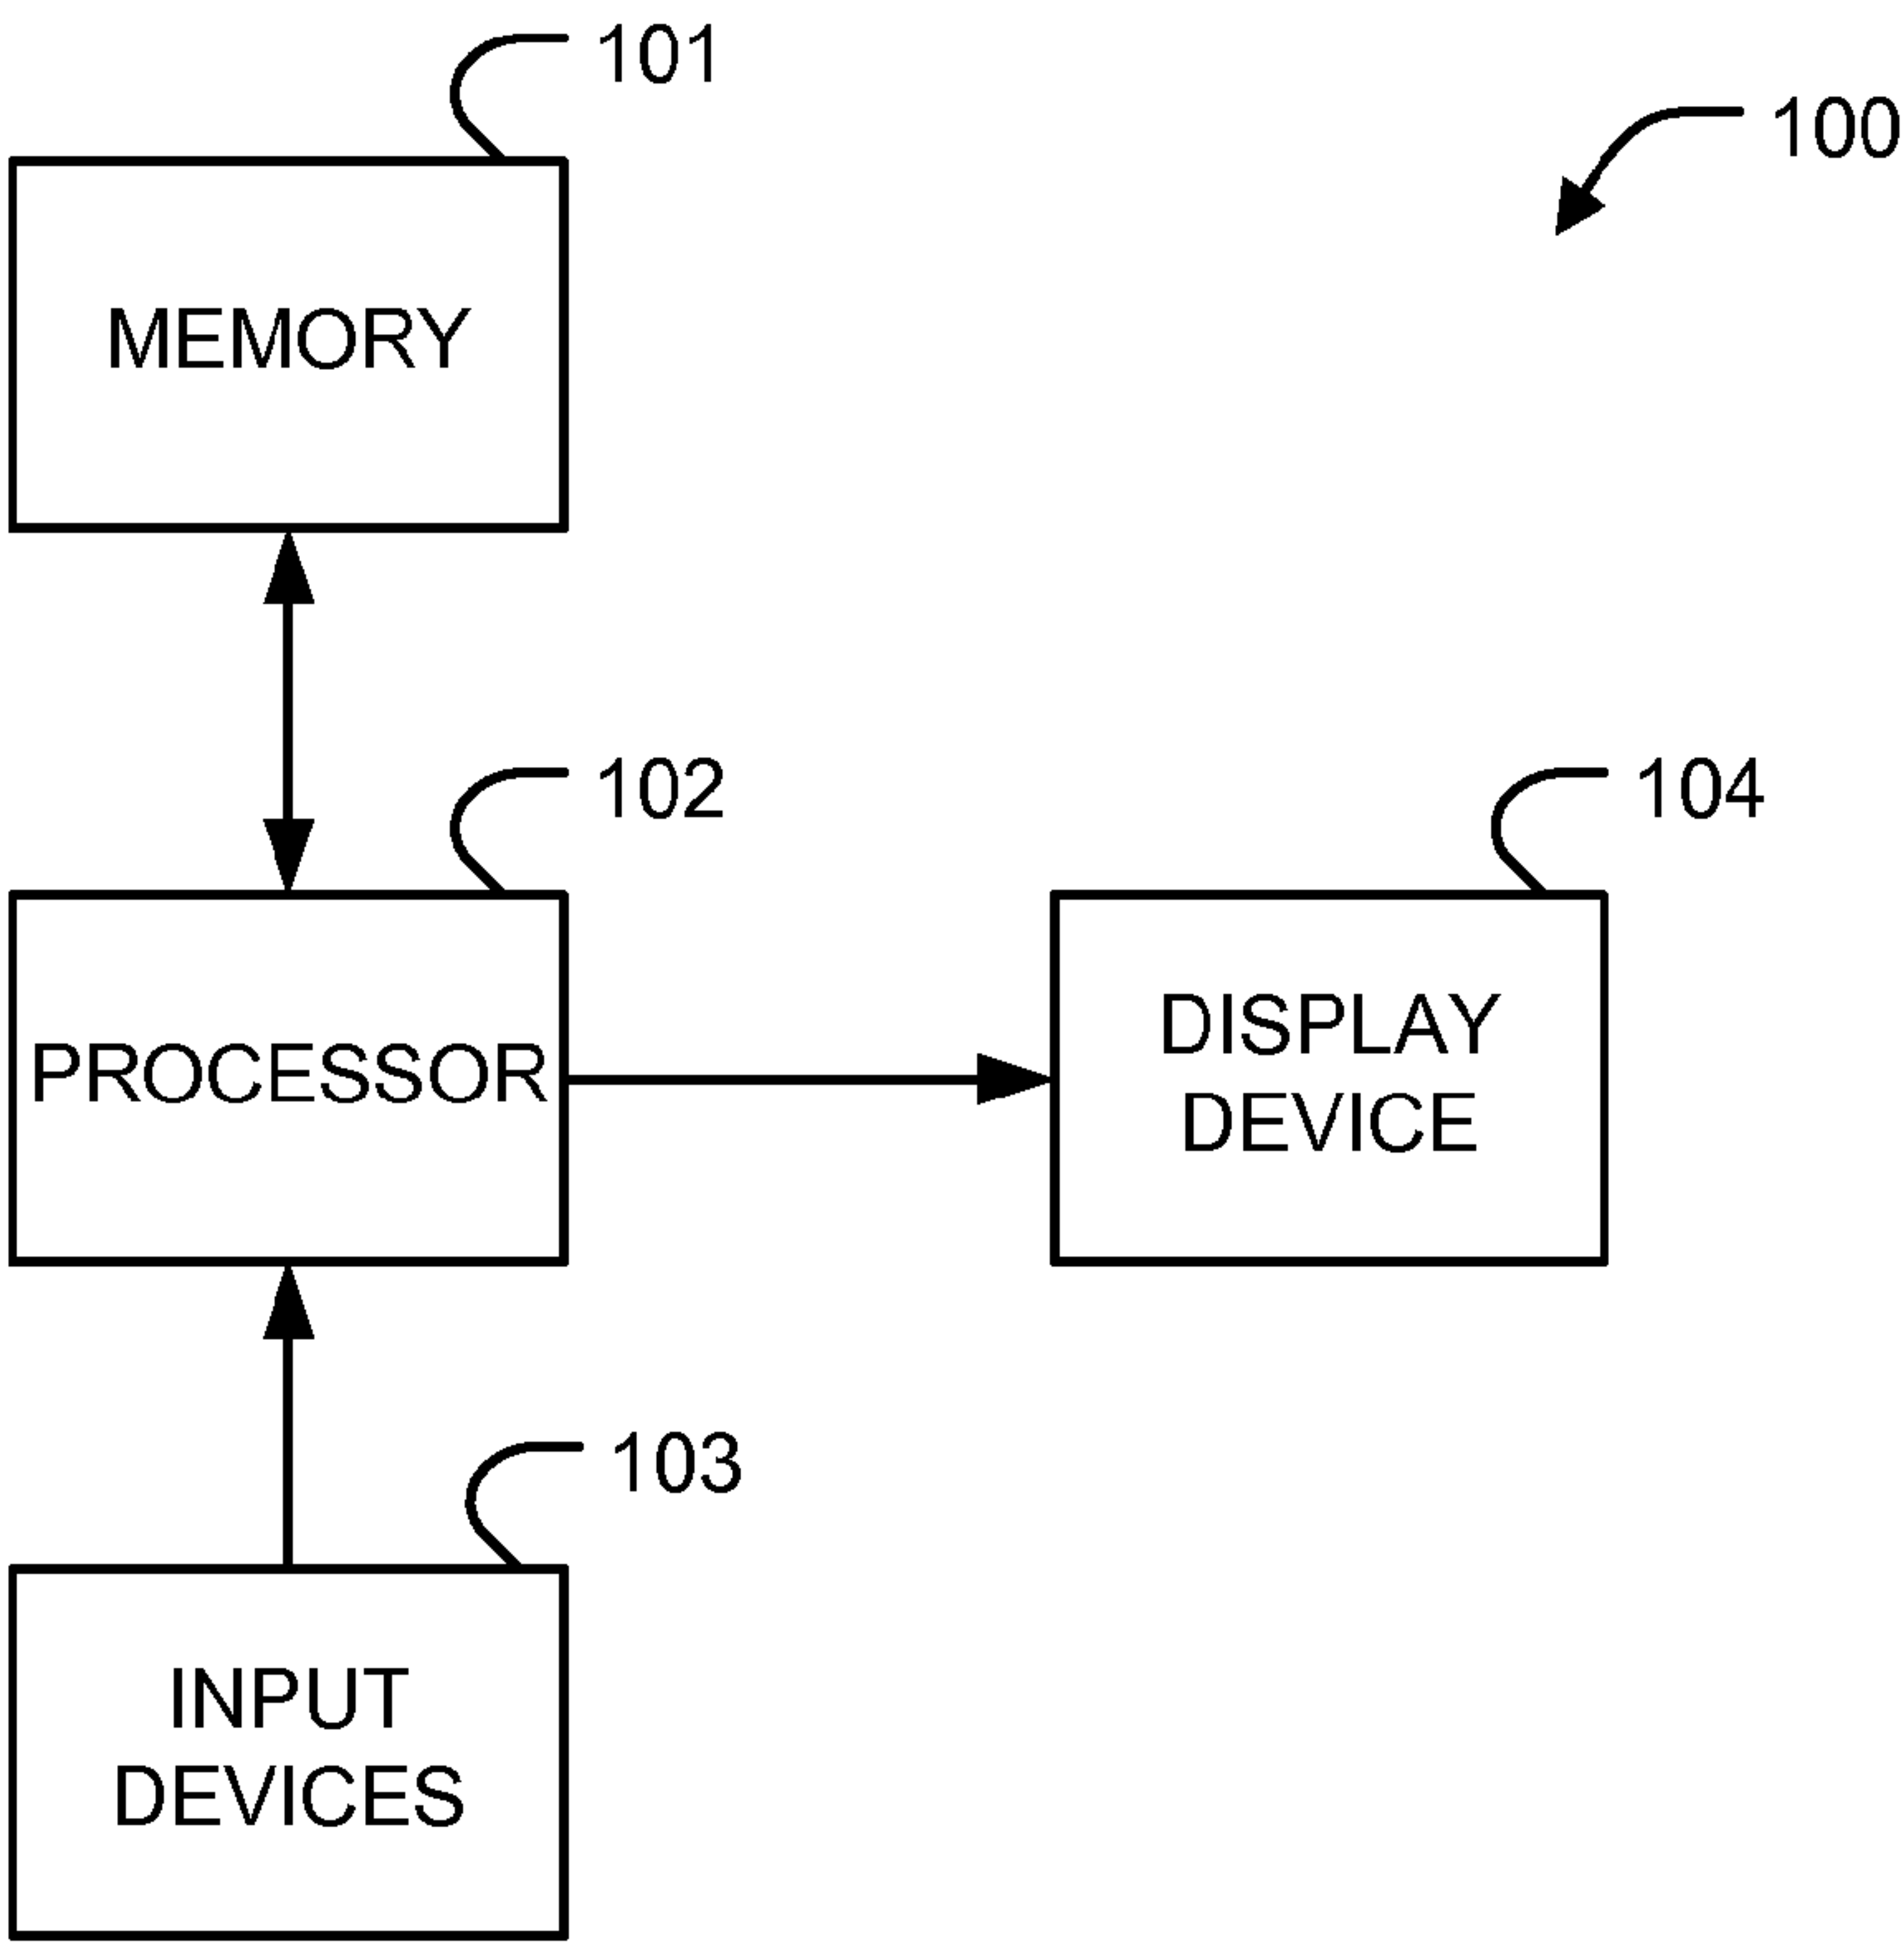 101
100
MEMORY
102
104
PROCESSOR
DISPLAY
DEVICE
103
INPUT
DEVICES